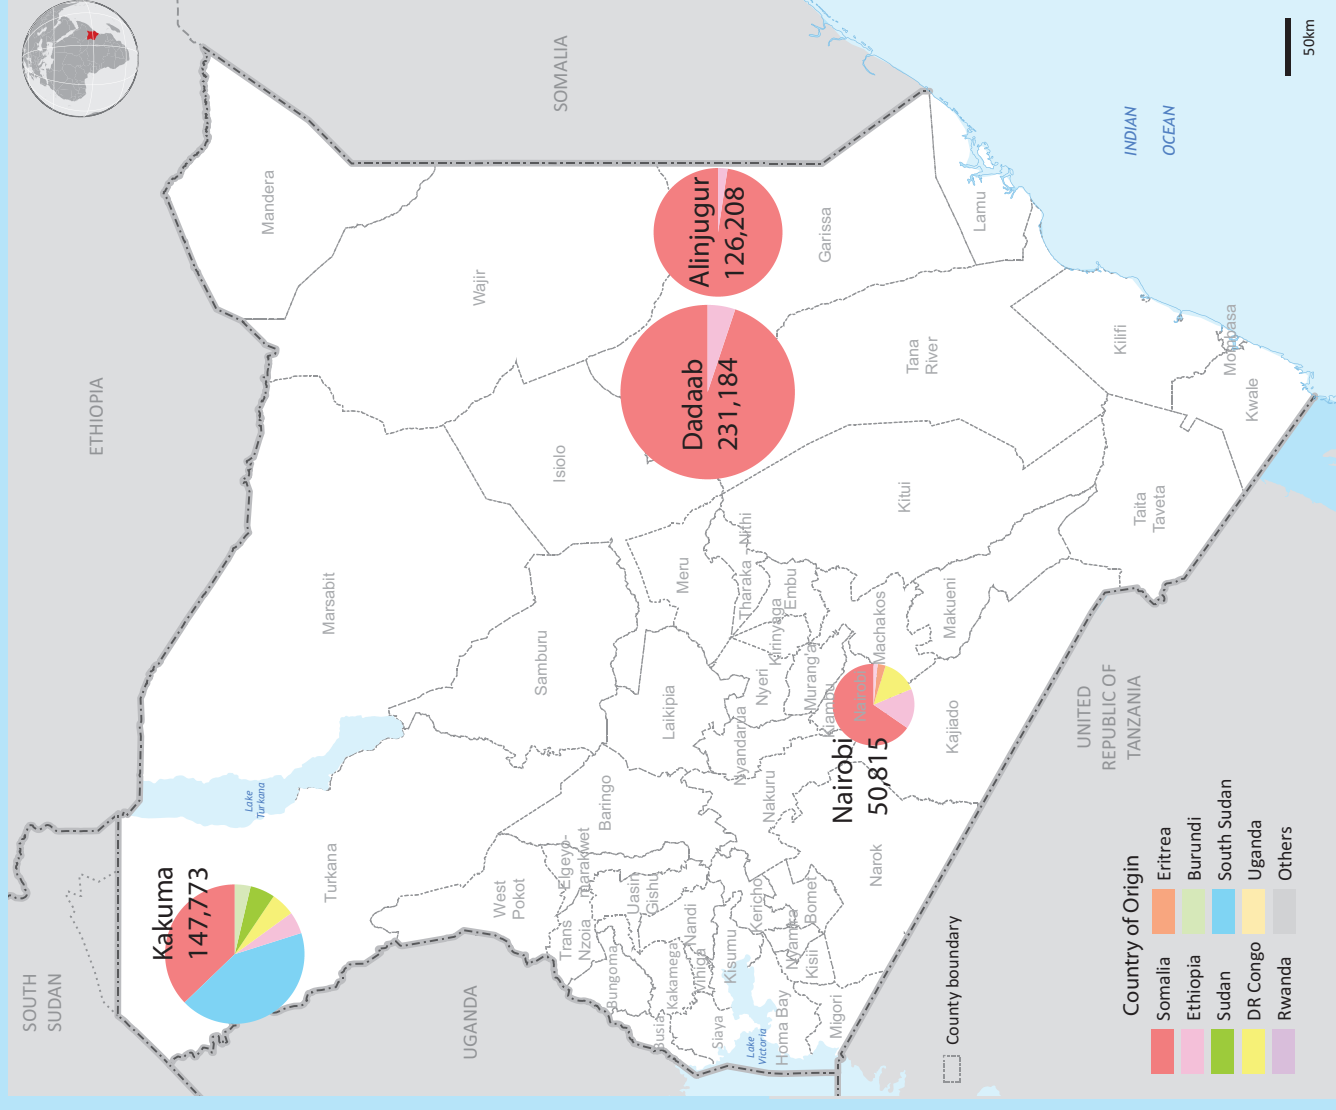 SOUTH
SUDAN
ETHIOPIA
SOMALIA
UGANDA
UNITED
REPUBLIC OF
TANZANIA
INDIAN
OCEAN
Lake
Turkana
Lake
Victoria
Kakuma
147,773
Dadaab
231,184
Alinjugur
126,208
Nairobi
50,815
Turkana
Marsabit
Mandera
Wajir
Samburu
Isiolo
Garissa
West
Pokot
Trans
Nzoia
Elgeyo-
marakwet
Baringo
Laikipia
Meru
Bungoma
Uasin
Gishu
Busia
Kakamega
Vihiga
Nandi
Siaya
Kisumu
Kericho
Nakuru
Nyandarua
Nyeri
Kirinyaga
Tharaka - Nithi
Embu
Homa Bay
Kisii
Nyamira
Bomet
Murang'a
Kiambu
Nairobi
Machakos
Kitui
Tana
River
Lamu
Migori
Narok
Kajiado
Makueni
Taita
Taveta
Kilifi
Mombasa
Kwale
County boundary
Country of Origin
Somalia
Eritrea
Ethiopia
Burundi
Sudan
South Sudan
DR Congo
Uganda
Rwanda
Others
50km